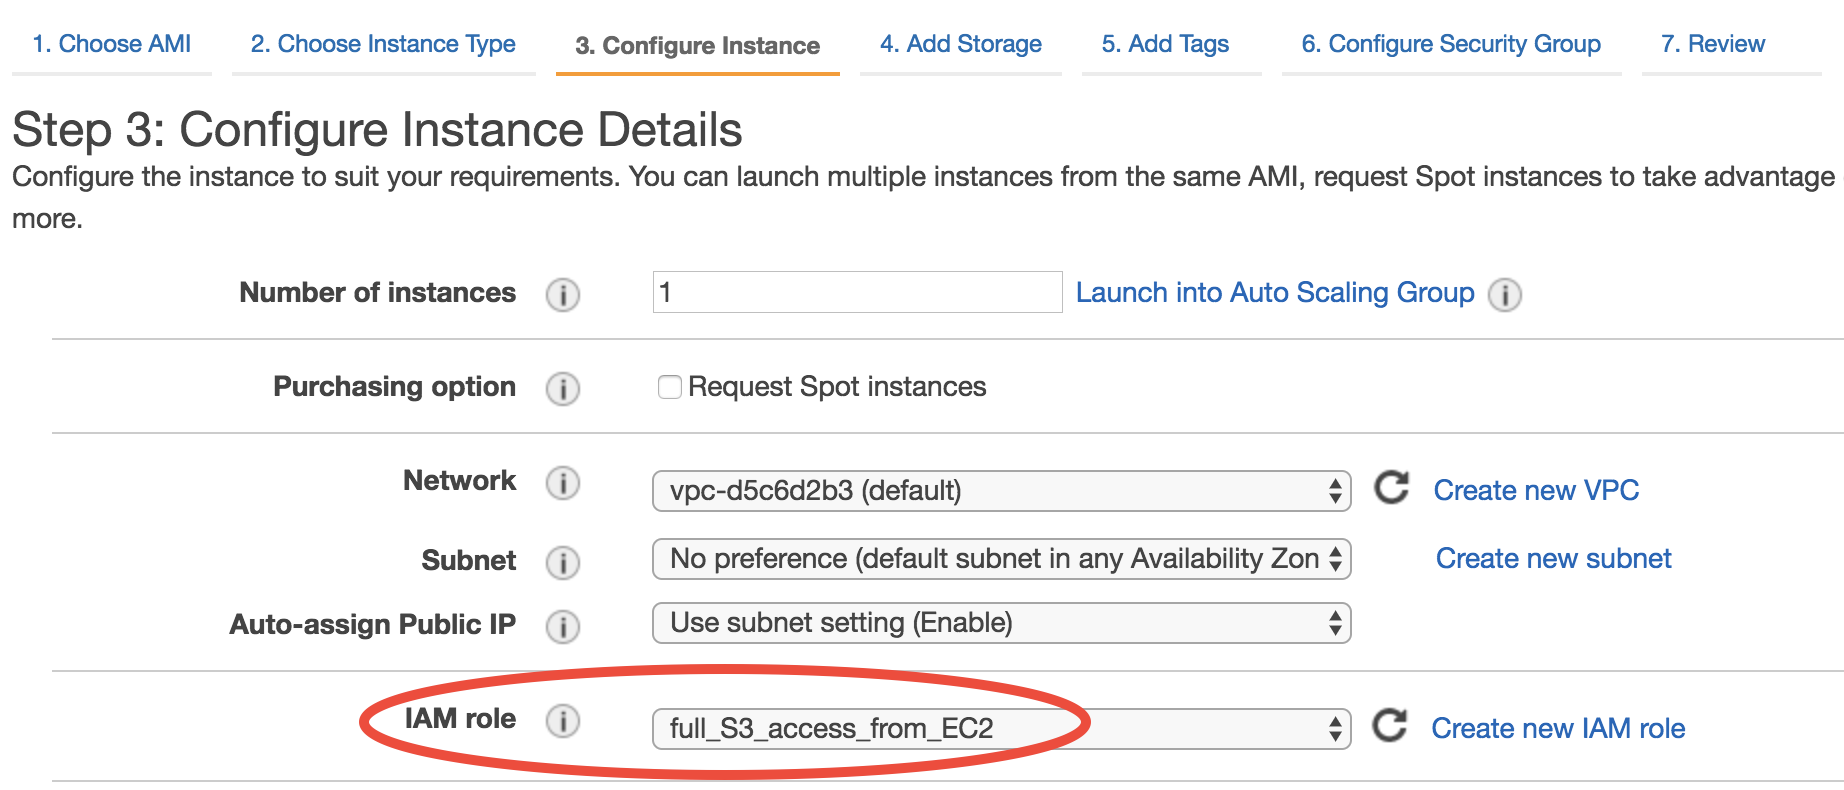 1. Choose AMI 2. Choose Instance Type 3. Configure Instance 4. Add Storage 5. Add Tags 6. Configure Security Group 7. Review
Step 3: Configure Instance Details
Configure the instance to suit your requirements. You can launch multiple instances from the same AMI, request Spot instances to take advantage
more.
Number of instances 1 Launch into Auto Scaling Group
Purchasing option Request Spot instances
Network vpc-d5c6d2b3 (default) Create new VPC
Subnet No preference (default subnet in any Availability Zon Create new subnet
Auto-assign Public IP Use subnet setting (Enable)
IAM role full_S3_access_from_EC2 Create new IAM role